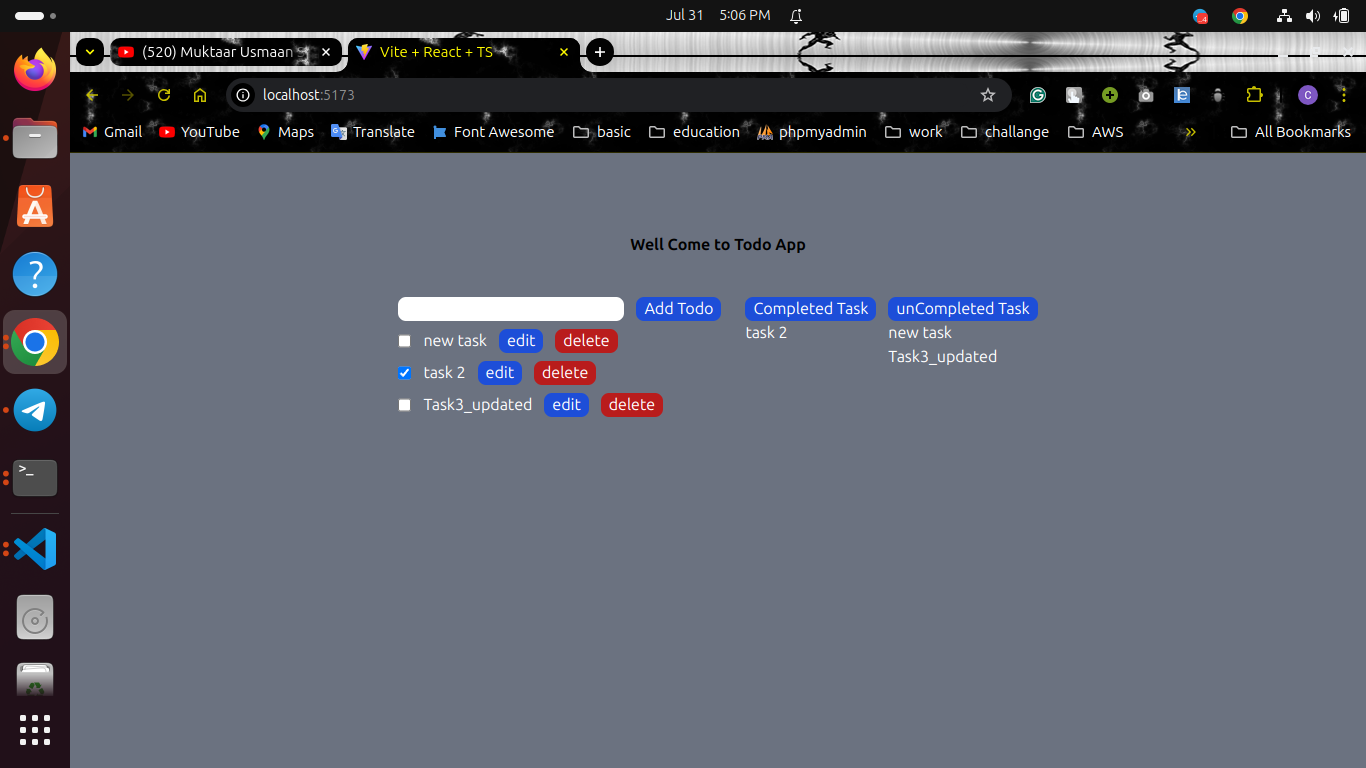 Jul 31 5:06 PM
(520) Muktaar Usmaan S
Vite + React + TS
localhost:5173
Gmail YouTube Maps Translate Font Awesome basic education phpmyadmin work challange AWS » All Bookmarks
Well Come to Todo App
Add Todo Completed Task unCompleted Task
task 2 new task
new task edit delete
Task3_updated
task 2 edit delete
Task3_updated edit delete